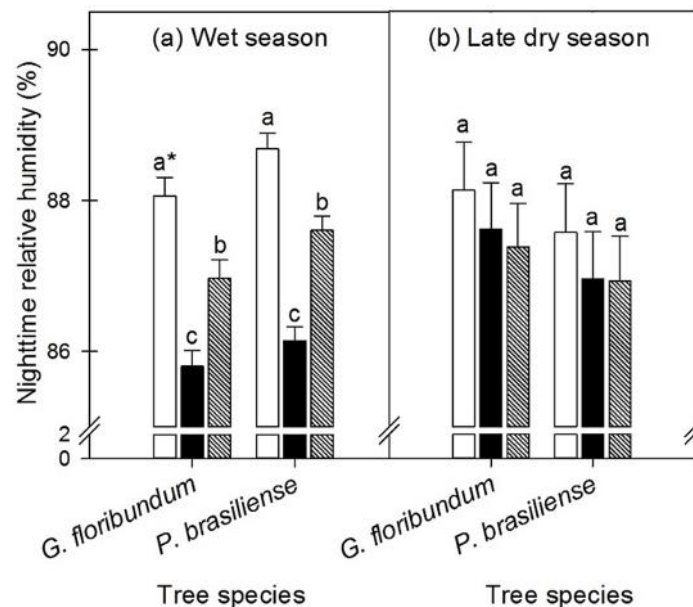 Nighttime relative humidity (%)
90
88
86
2
0
(a) Wet season
a*
c
b
a
c
b
G. floribundum
P. brasiliense
Tree species
(b) Late dry season
a
a
a
a
a
a
G. floribundum
P. brasiliense
Tree species